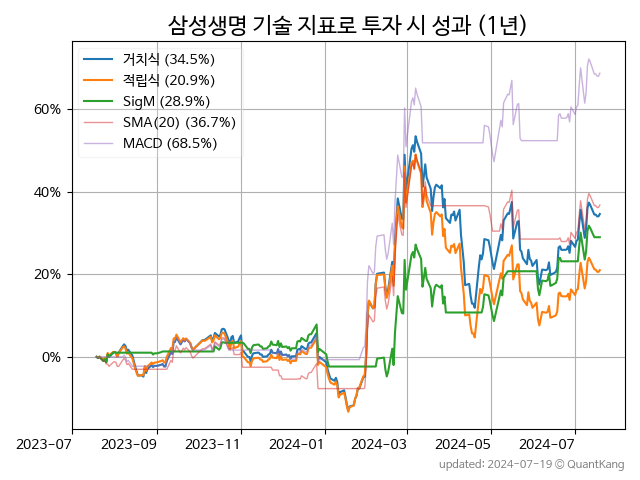 삼성생명 기술 지표로 투자 시 성과 (1년)
거치식 (34.5%)
적립식 (20.9%)
SigM (28.9%)
SMA(20) (36.7%)
MACD (68.5%)
60%
40%
20%
0%
2023-07 2023-09 2023-11 2024-01 2024-03 2024-05 2024-07
updated: 2024-07-19 © QuantKang